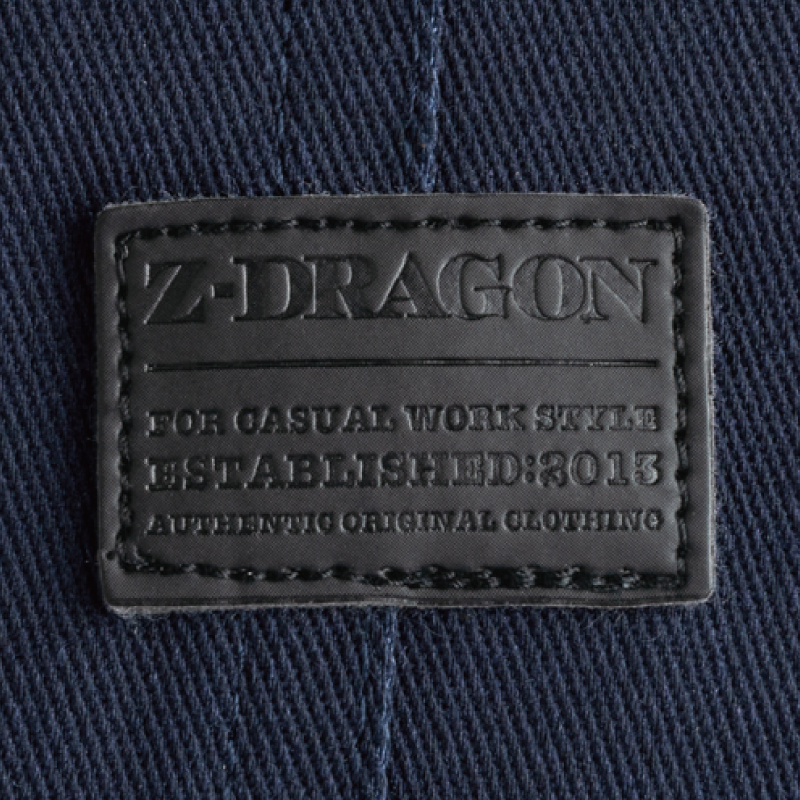 Z-DRAGON
FOR CASUAL WORK STYLE
ESTABLISHED:2013
AUTHENTIC ORIGINAL CLOTHING